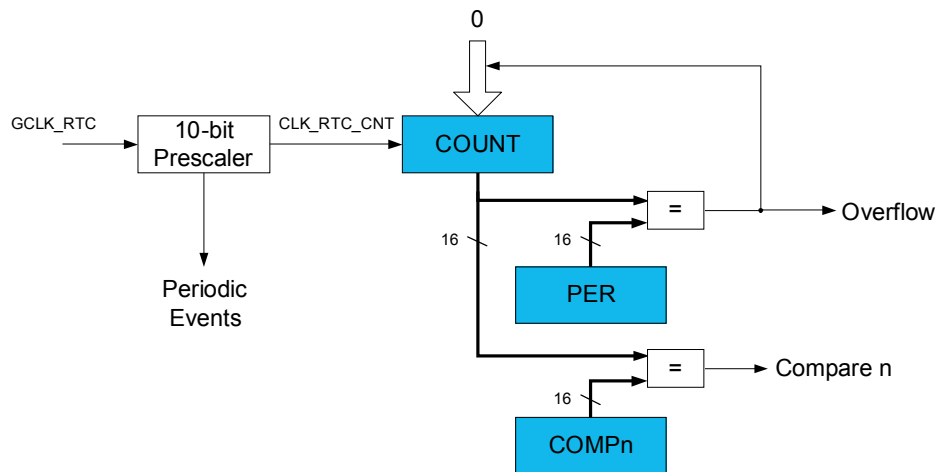 0
GCLK_RTC
10-bit
Prescaler
CLK_RTC_CNT
COUNT
=
Overflow
16
16
Periodic
Events
PER
=
Compare n
16
COMPn